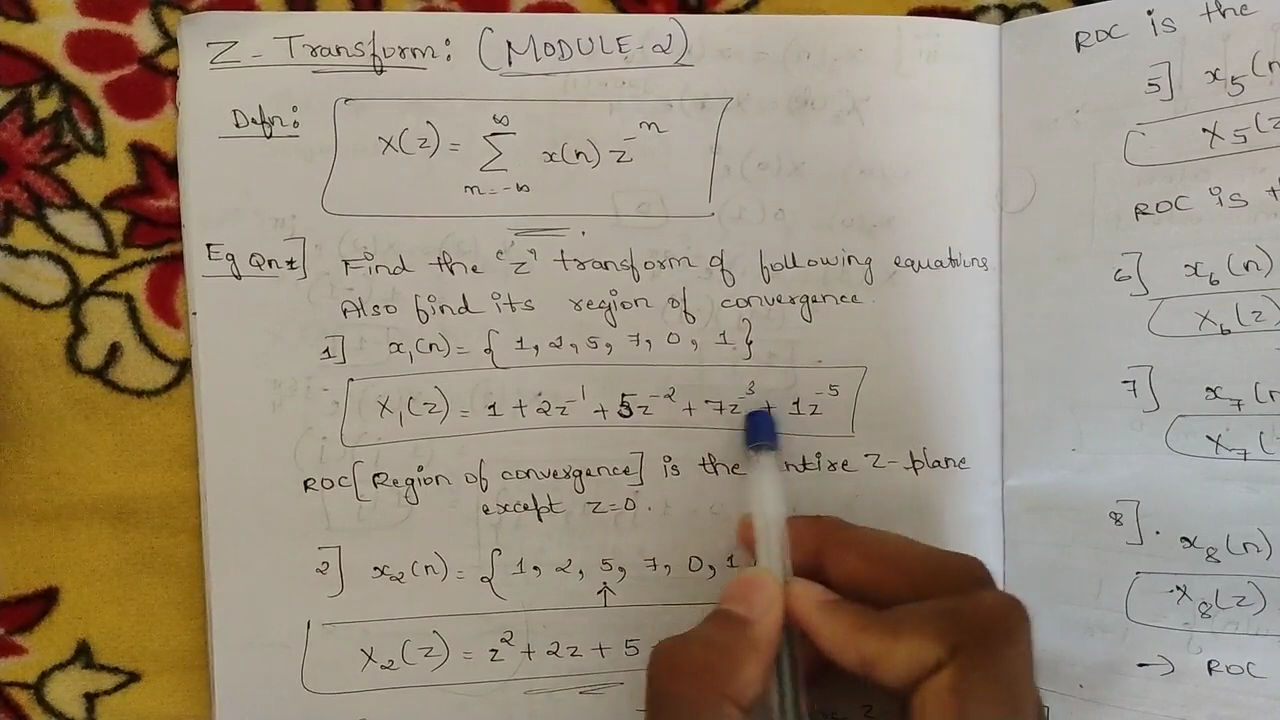 Z - Transform: (MODULE-2)
Defn:
X(z) = ∑ x(n) z^-n
∞
n=-∞
Eg Qns] Find the "z" transform of following equations
Also find its region of convergence.
1] x₁(n) = { 1, 2, 5, 7, 0, 1 }
X₁(z) = 1 + 2z^-1 + 5z^-2 + 7z^-3 + 1z^-5
ROC [Region of convergence] is the entire z-plane
except z=0.
2] x₂(n) = { 1, 2, 5, 7, 0, 1
↑
X₂(z) = z² + 2z + 5
ROC is the
5] x₅(n
X₅(z
ROC is t
6] x₆(n)
X₆(z)
7] x₇(n
X₇(
8]. x₈(n)
X₈(z)
→ ROC